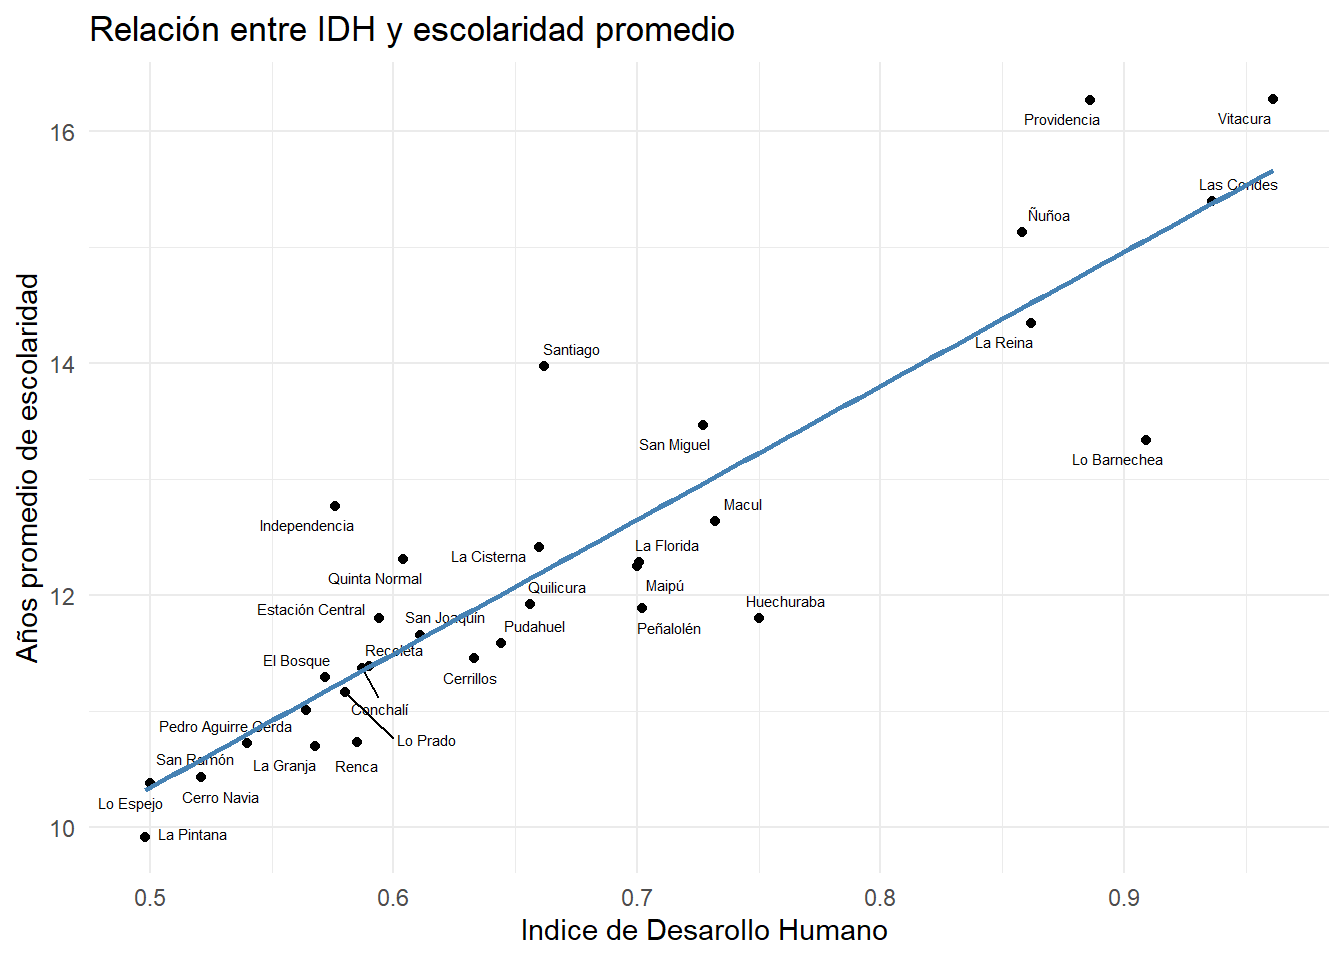 Relación entre IDH y escolaridad promedio
Años promedio de escolaridad
16
14
12
10
Providencia
Vitacura
Las Condes
Ñuñoa
La Reina
Santiago
San Miguel
Lo Barnechea
Macul
Independencia
La Florida
La Cisterna
Quinta Normal
Maipú
Quilicura
Huechuraba
Estación Central
San Joaquín
Pudahuel
Peñalolén
Recoleta
El Bosque
Cerrillos
Conchalí
Pedro Aguirre Cerda
Lo Prado
San Ramón
La Granja
Renca
Cerro Navia
Lo Espejo
La Pintana
0.5
0.6
0.7
0.8
0.9
Indice de Desarollo Humano